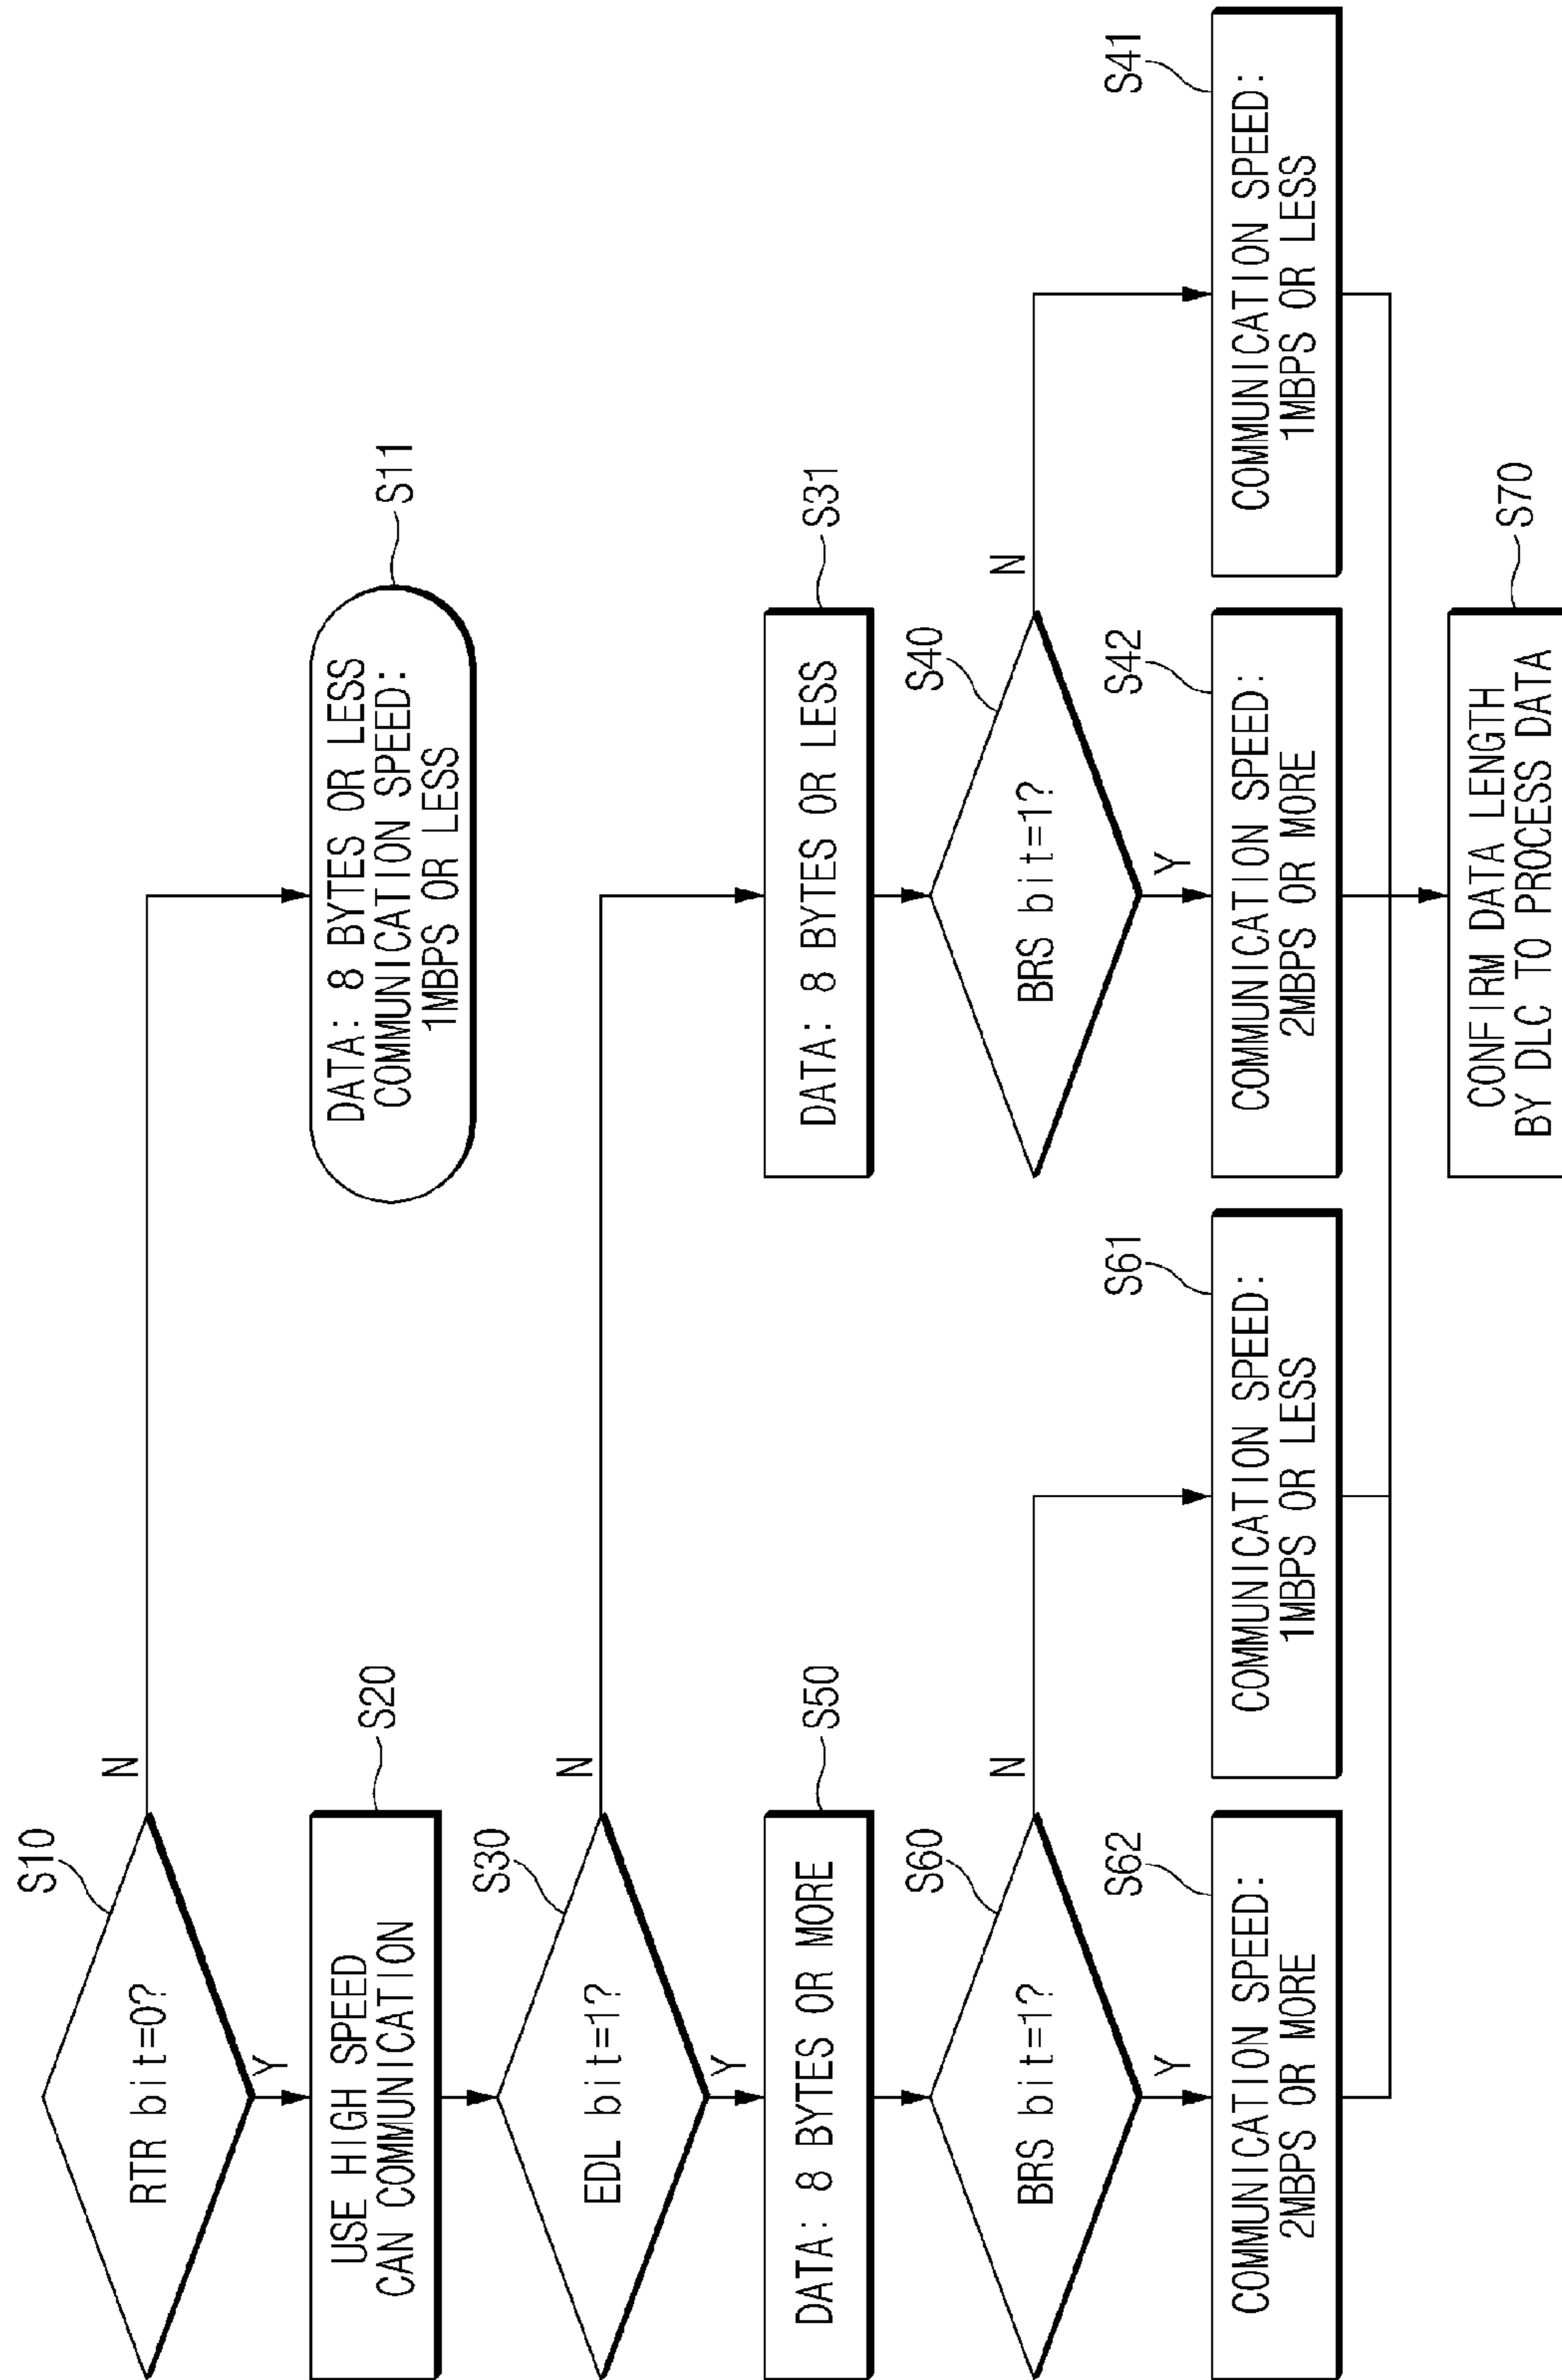 S10
RTR bit=0?
N
Y
S20
USE HIGH SPEED
CAN COMMUNICATION
DATA: 8 BYTES OR LESS
COMMUNICATION SPEED:
1MBPS OR LESS
S11
S30
EDL bit=1?
N
Y
S50
DATA: 8 BYTES OR MORE
S31
DATA: 8 BYTES OR LESS
S60
BRS bit=1?
N
Y
S40
BRS bit=1?
N
Y
S62
COMMUNICATION SPEED:
2MBPS OR MORE
S61
COMMUNICATION SPEED:
1MBPS OR LESS
S42
COMMUNICATION SPEED:
2MBPS OR MORE
S41
COMMUNICATION SPEED:
1MBPS OR LESS
S70
CONFIRM DATA LENGTH
BY DLC TO PROCESS DATA